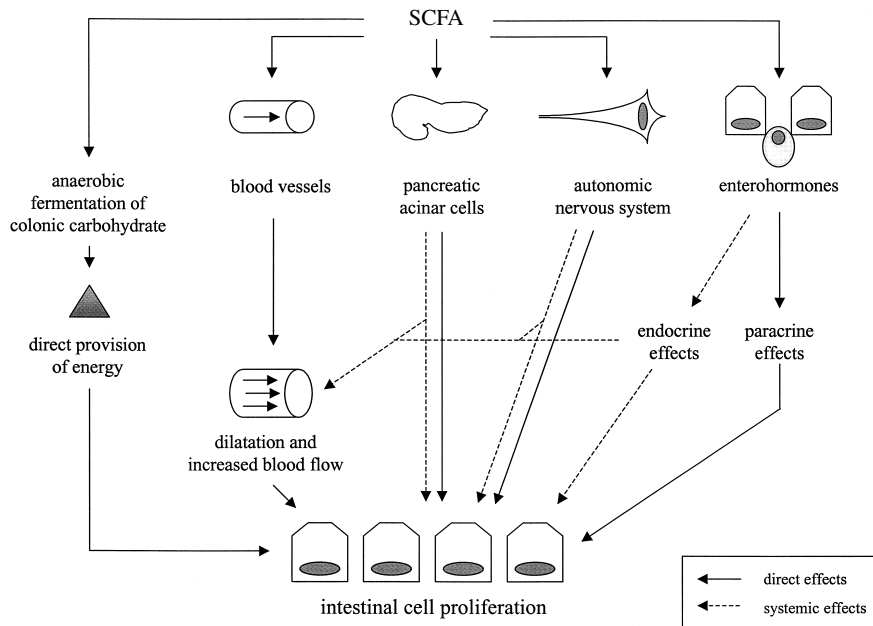 SCFA
anaerobic
fermentation of
colonic carbohydrate
blood vessels
pancreatic
acinar cells
autonomic
nervous system
enterohormones
direct provision
of energy
endocrine
effects
paracrine
effects
dilatation and
increased blood flow
intestinal cell proliferation
direct effects
systemic effects